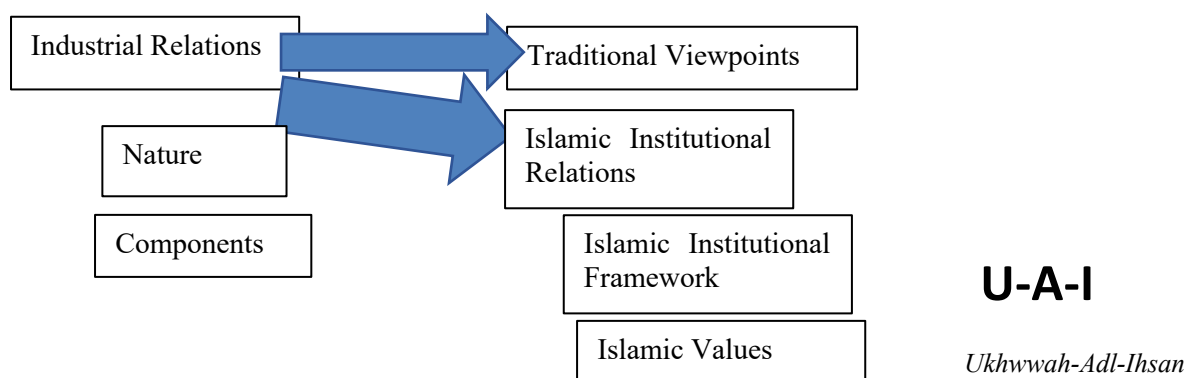 Industrial Relations
Traditional Viewpoints
Nature
Islamic Institutional
Relations
Components
Islamic Institutional
Framework
U-A-I
Islamic Values
Ukhwwah-Adl-Ihsan